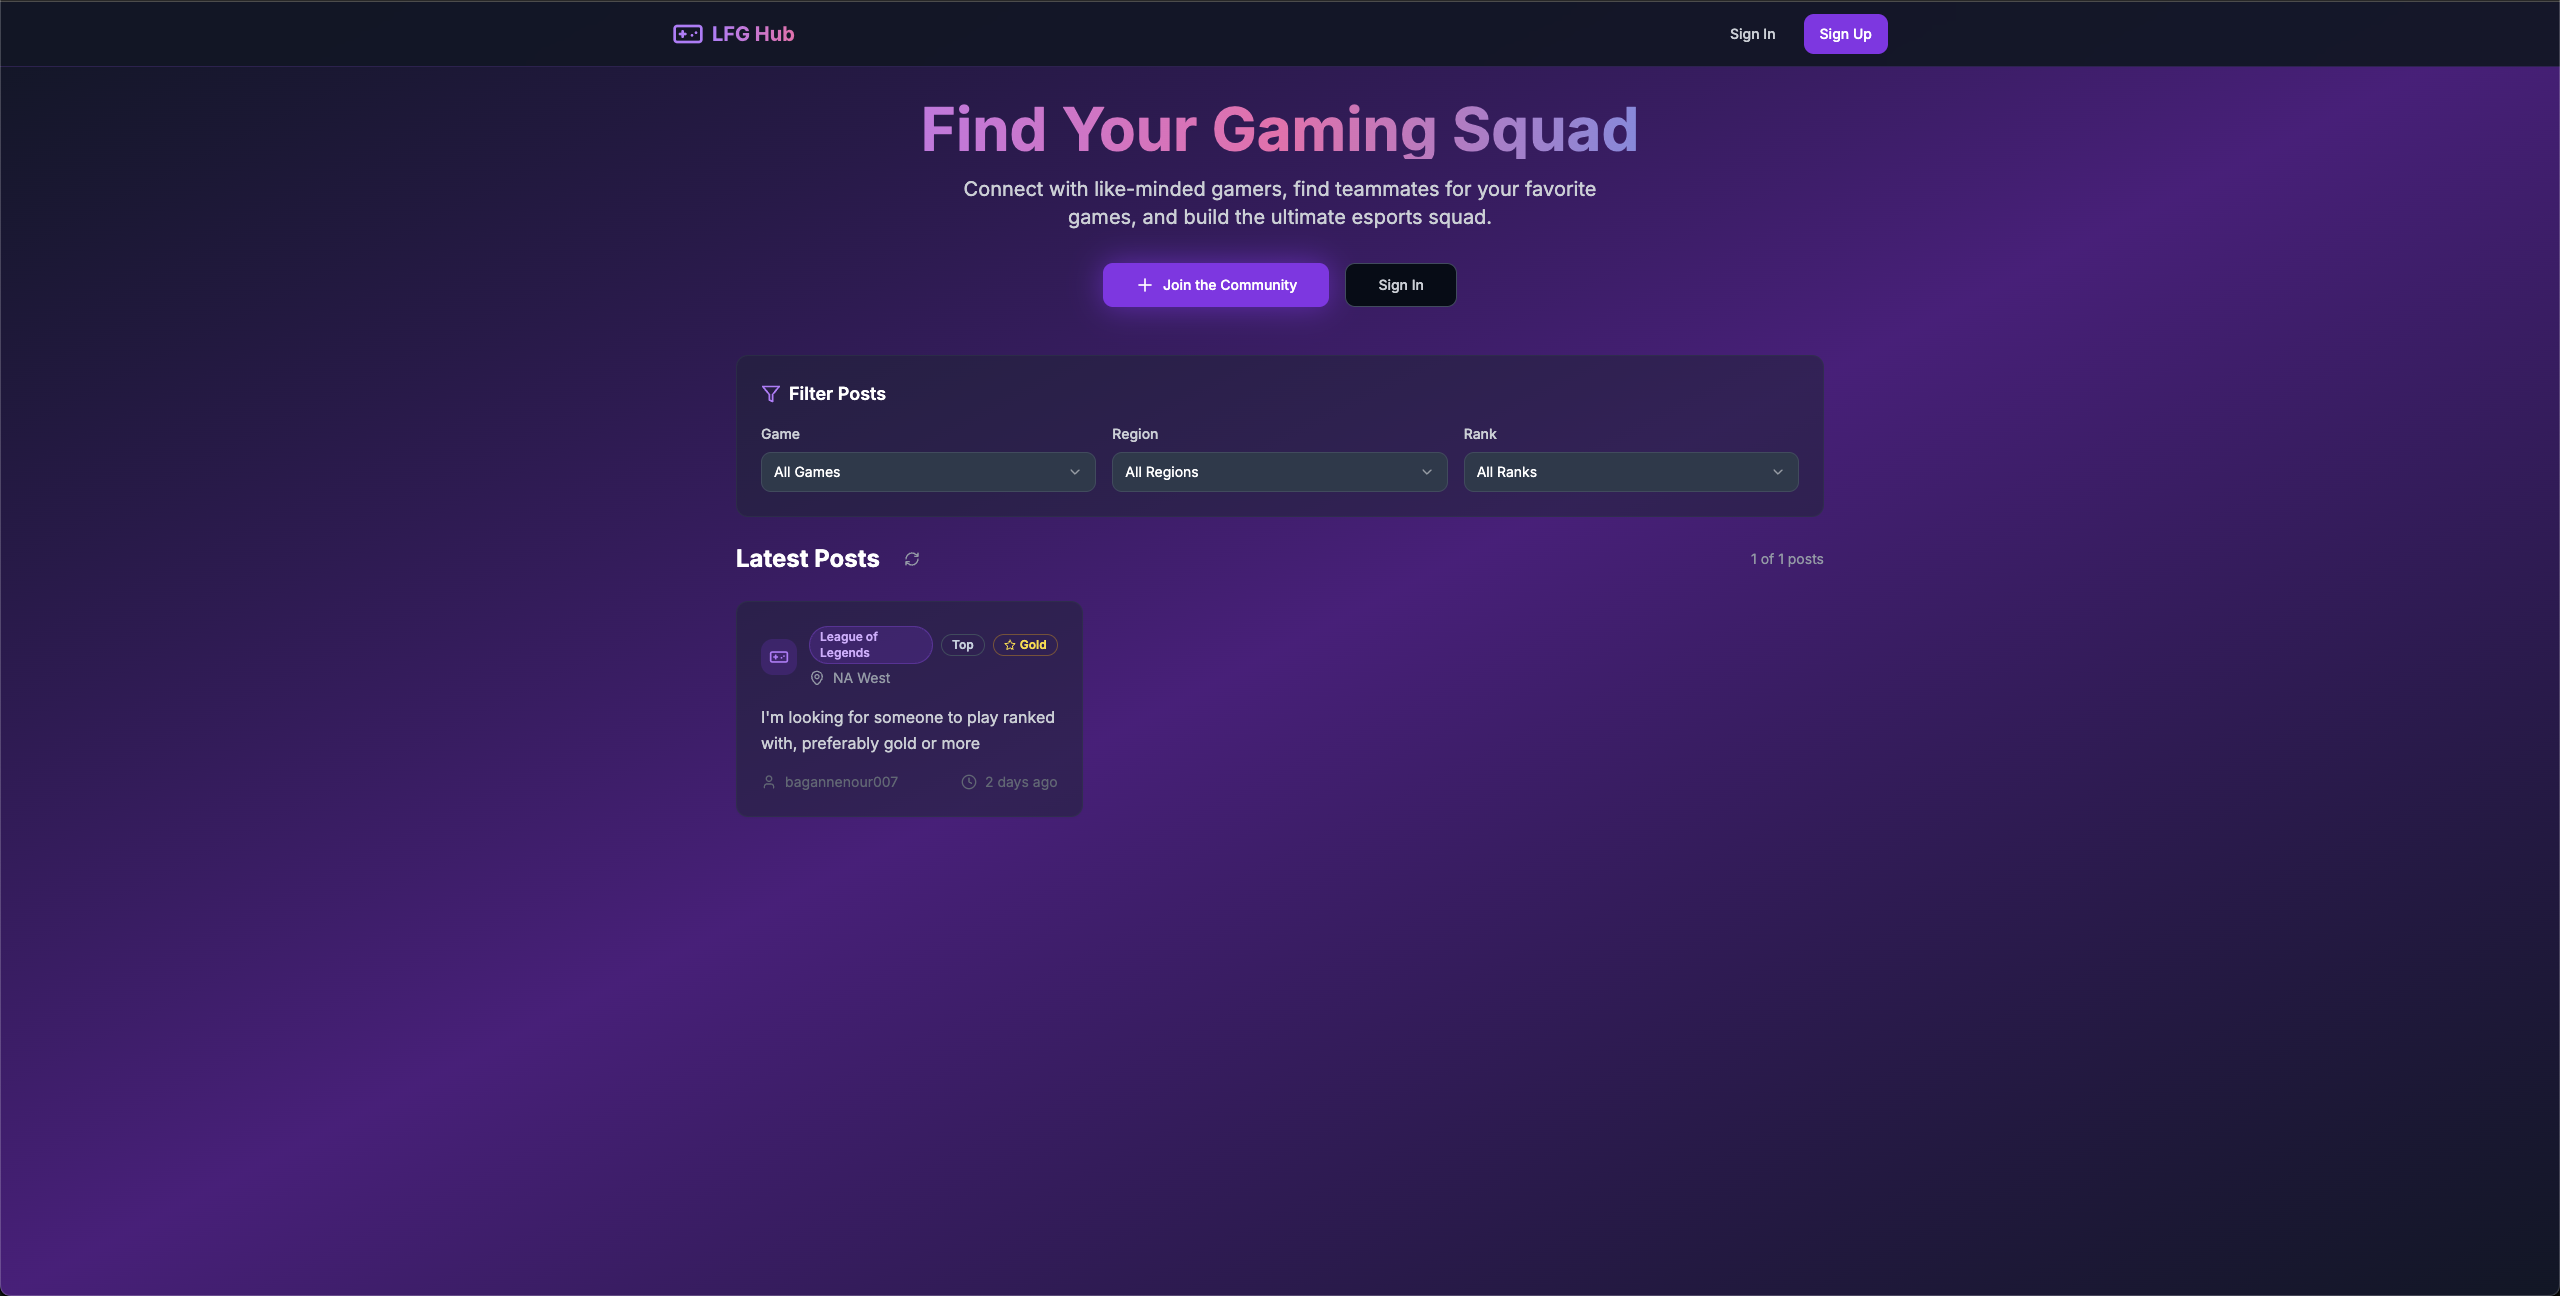 LFG Hub
Sign In
Sign Up
Find Your Gaming Squad
Connect with like-minded gamers, find teammates for your favorite
games, and build the ultimate esports squad.
Join the Community
Sign In
Filter Posts
Game
Region
Rank
All Games
All Regions
All Ranks
Latest Posts
1 of 1 posts
League of
Legends
Top
Gold
NA West
I'm looking for someone to play ranked
with, preferably gold or more
bagannenour007
2 days ago